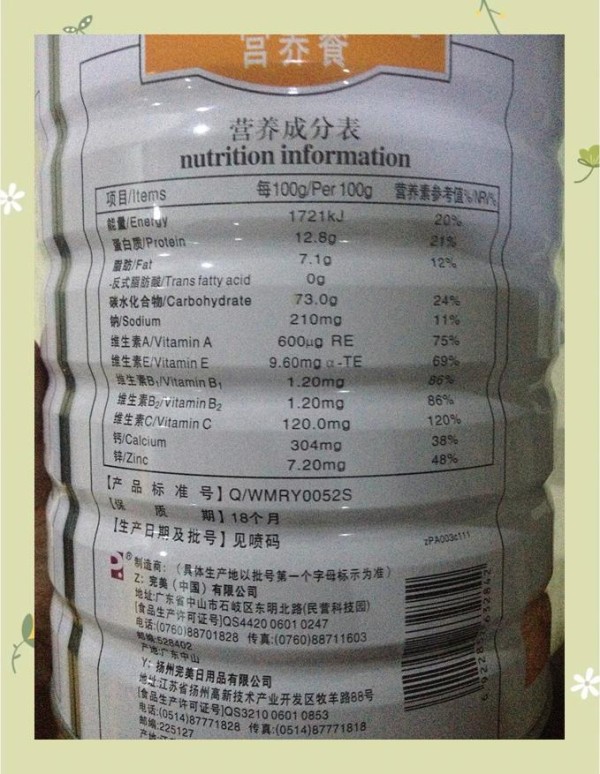 营养餐
营养成分表
nutrition information
项目/Items 每100g/Per 100g 营养素参考值%/NRV%
能量/Energy 1721kJ 20%
蛋白质/Protein 12.8g 21%
脂肪/Fat 7.1g 12%
-反式脂肪酸/Trans fatty acid 0g
碳水化合物/Carbohydrate 73.0g 24%
钠/Sodium 210mg 11%
维生素A/Vitamin A 600μg RE 75%
维生素E/Vitamin E 9.60mg α-TE 69%
维生素B₁/Vitamin B₁ 1.20mg 86%
维生素B₂/Vitamin B₂ 1.20mg 86%
维生素C/Vitamin C 120.0mg 120%
钙/Calcium 304mg 38%
锌/Zinc 7.20mg 48%
【产品标准号】Q/WMRY0052S
【保质期】18个月
【生产日期及批号】见喷码
zPA003c111
®制造商：（具体生产地以批号第一个字母标示为准）
Z：完美（中国）有限公司
地址:广东省中山市石岐区东明北路(民营科技园)
[食品生产许可证号]QS4420 0601 0247
电话:(0760)88701828 传真:(0760)88711603
邮编:528402
产地:广东中山
Y：扬州完美日用品有限公司
地址:江苏省扬州高新技术产业开发区牧羊路88号
[食品生产许可证号]QS3210 0601 0853
电话:(0514)87771828 传真:(0514)87771818
邮编:225127
产地:江